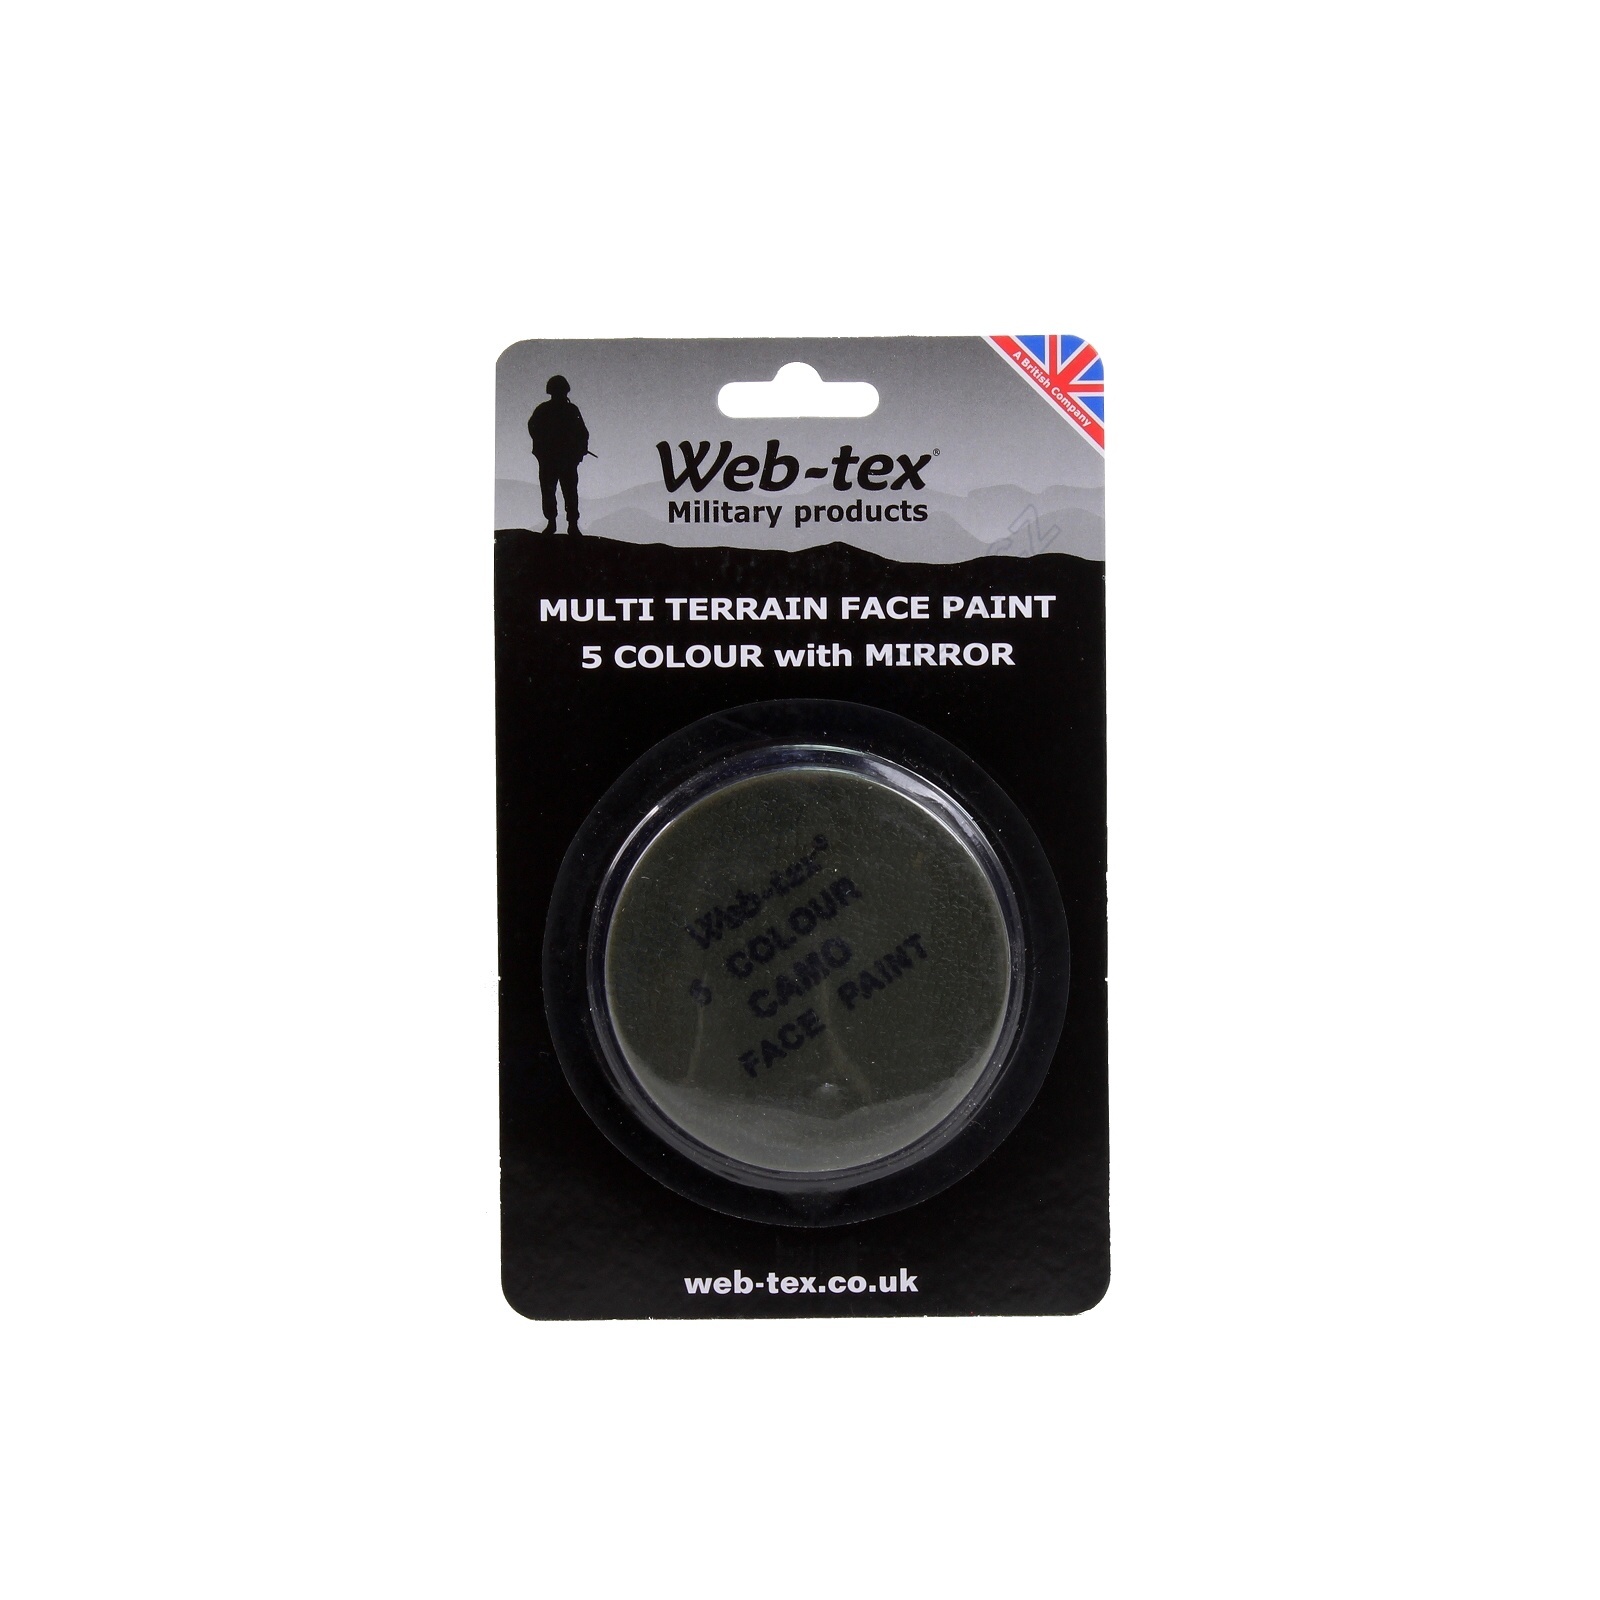 A British Company
Web-tex®
Military products
MULTI TERRAIN FACE PAINT
5 COLOUR with MIRROR
Web-tex®
5 COLOUR
CAMO
FACE PAINT
web-tex.co.uk